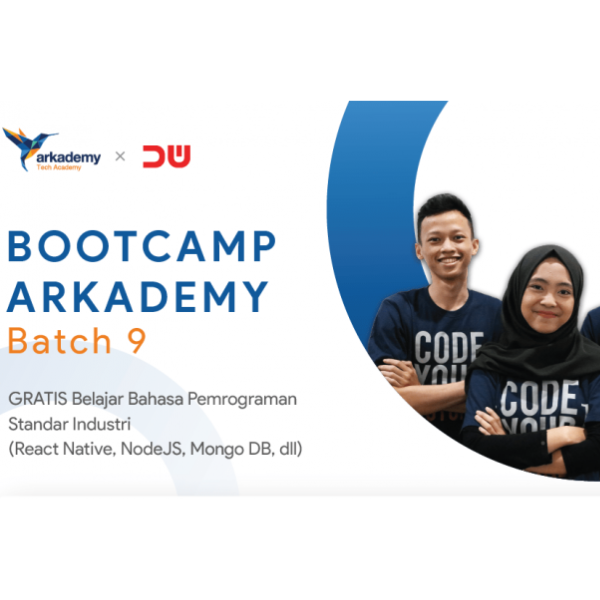 arkademy
Tech Academy
×
DW
BOOTCAMP
ARKADEMY
Batch 9
GRATIS Belajar Bahasa Pemrograman
Standar Industri
(React Native, NodeJS, Mongo DB, dll)
CODE
YOUR
CODE
YOUR